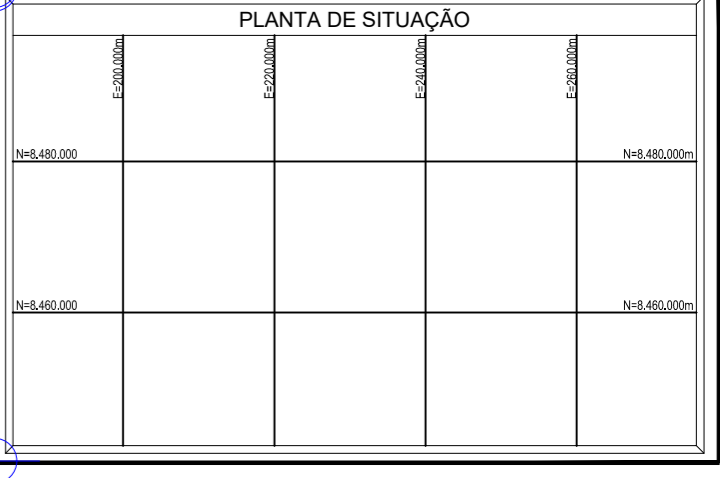 PLANTA DE SITUAÇÃO
E=200.000m
E=220.000m
E=240.000m
E=260.000m
N=8.480.000
N=8.480.000m
N=8.460.000
N=8.460.000m